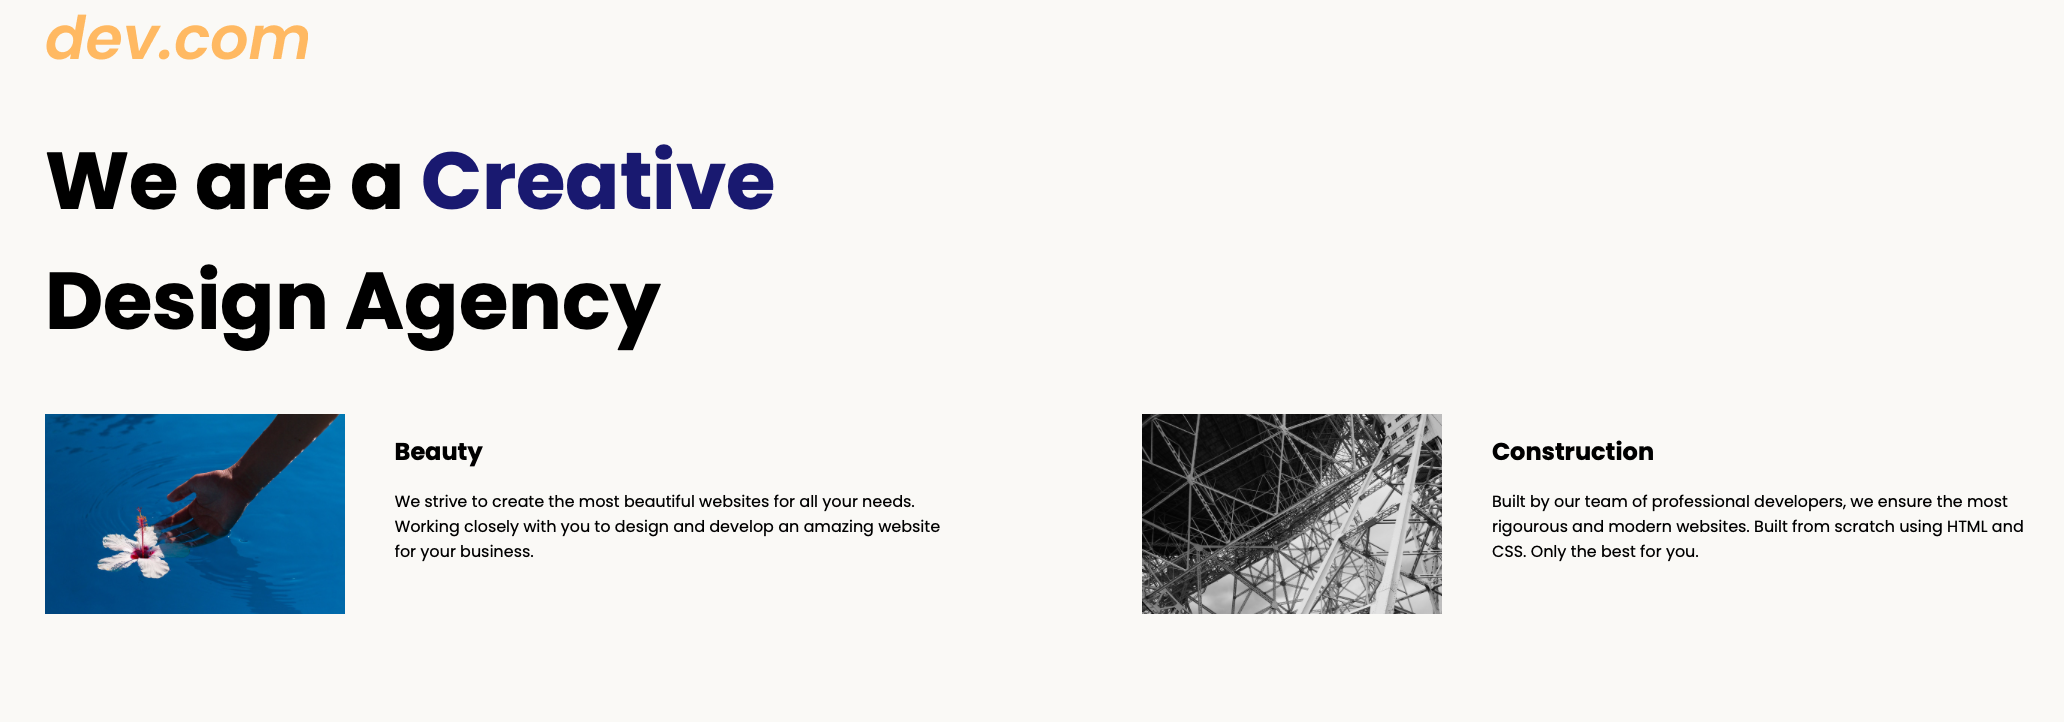 dev.com
We are a Creative
Design Agency
Beauty
We strive to create the most beautiful websites for all your needs.
Working closely with you to design and develop an amazing website
for your business.
Construction
Built by our team of professional developers, we ensure the most
rigourous and modern websites. Built from scratch using HTML and
CSS. Only the best for you.